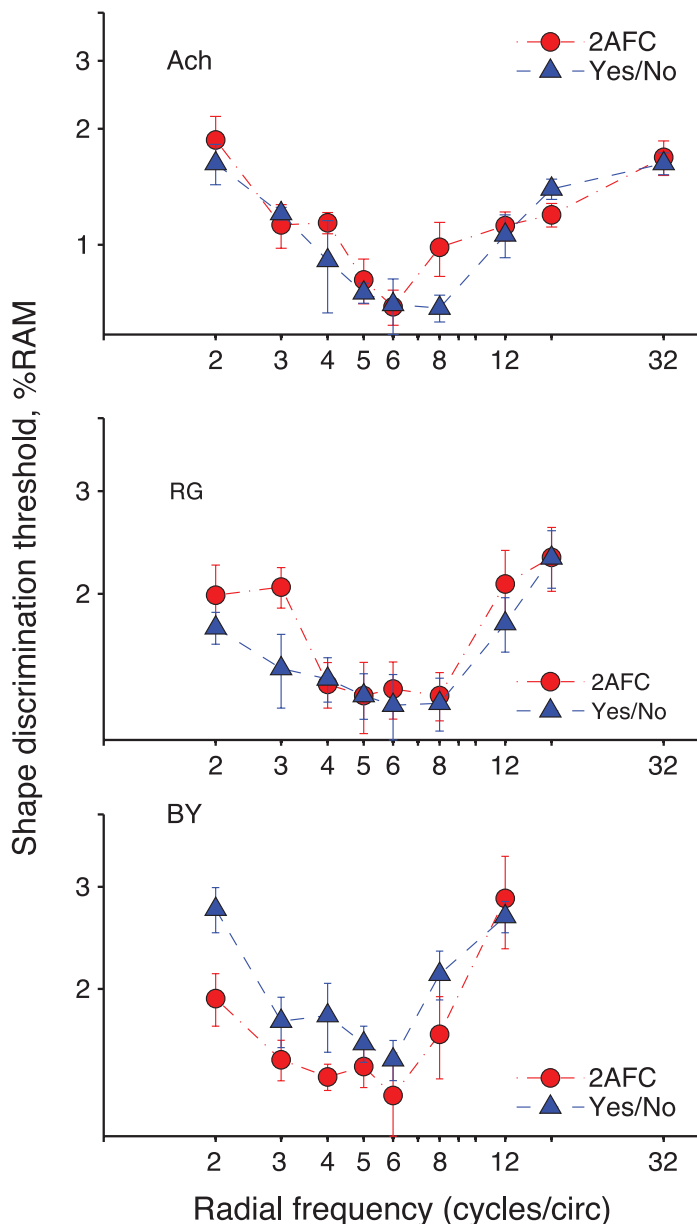 Shape discrimination threshold, %RAM
Ach
2AFC
Yes/No
3
2
1
2 3 4 5 6 8 12 32
RG
2AFC
Yes/No
3
2
2 3 4 5 6 8 12 32
BY
2AFC
Yes/No
3
2
2 3 4 5 6 8 12 32
Radial frequency (cycles/circ)